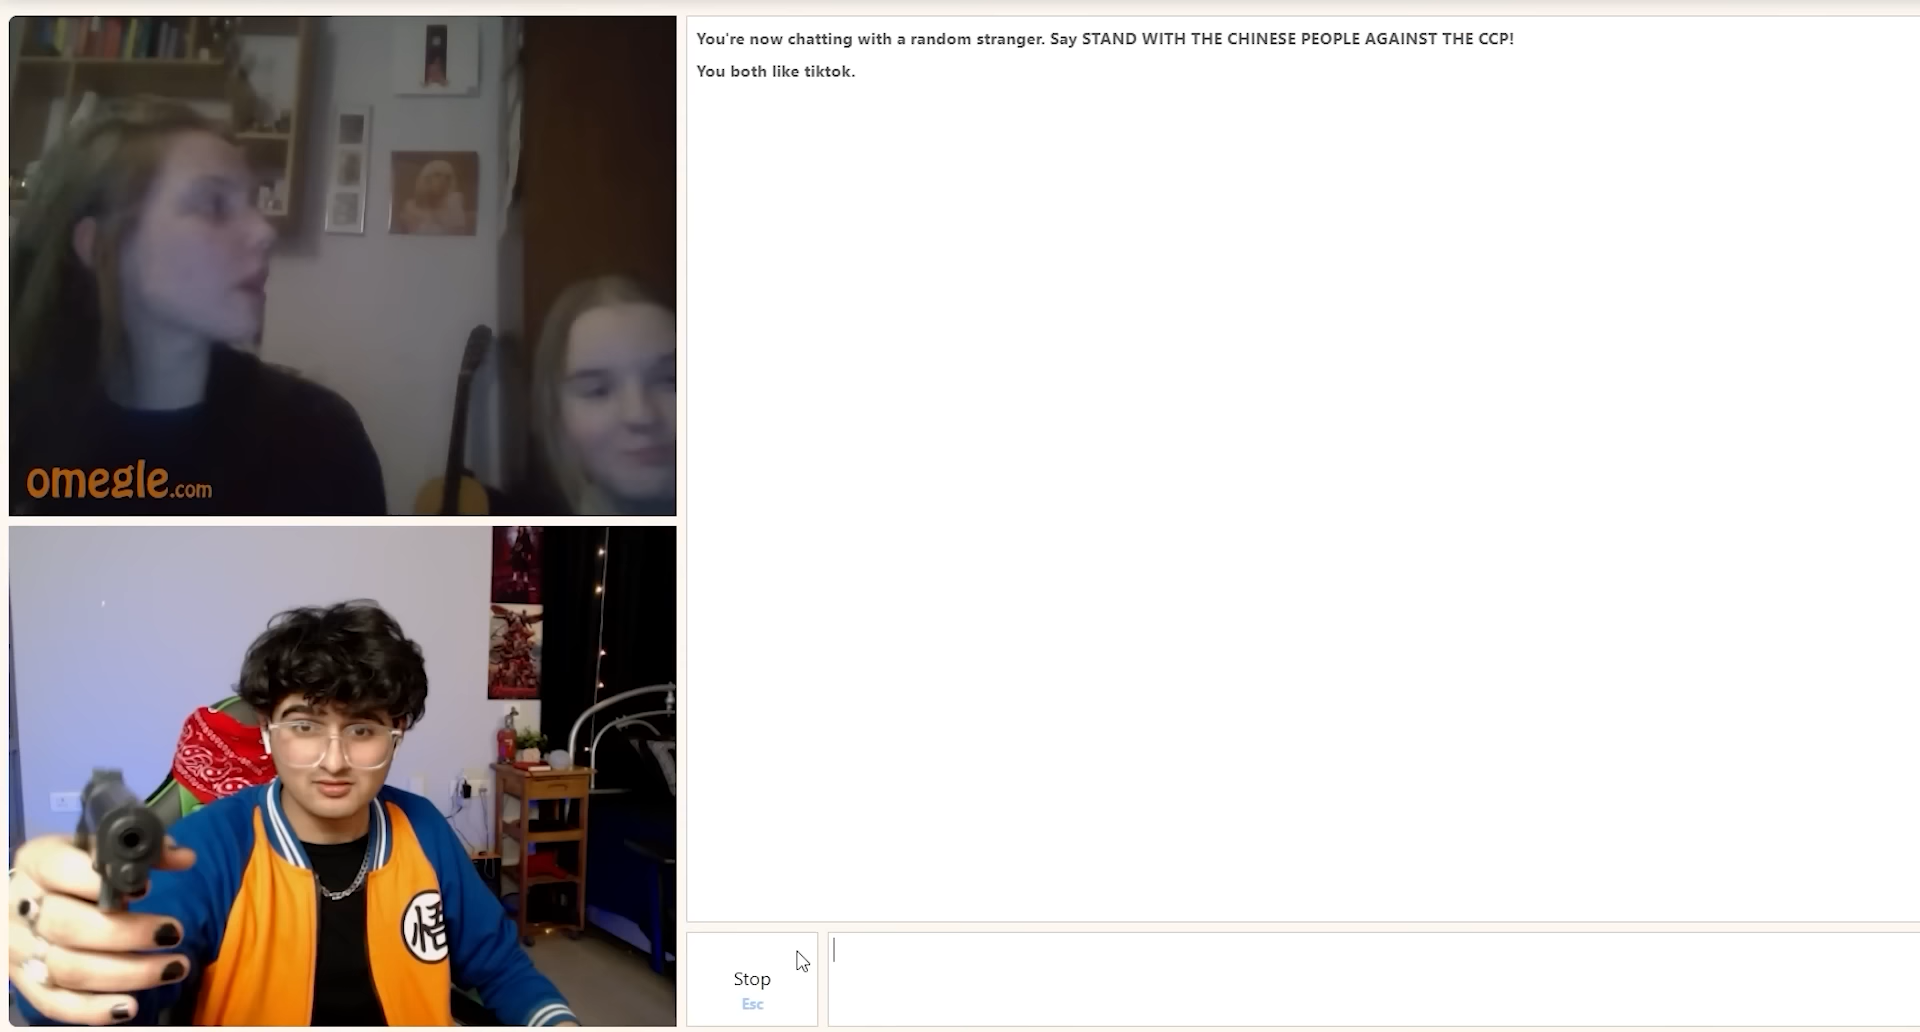 You're now chatting with a random stranger. Say STAND WITH THE CHINESE PEOPLE AGAINST THE CCP!
You both like tiktok.
omegle.com
悟
Stop
Esc